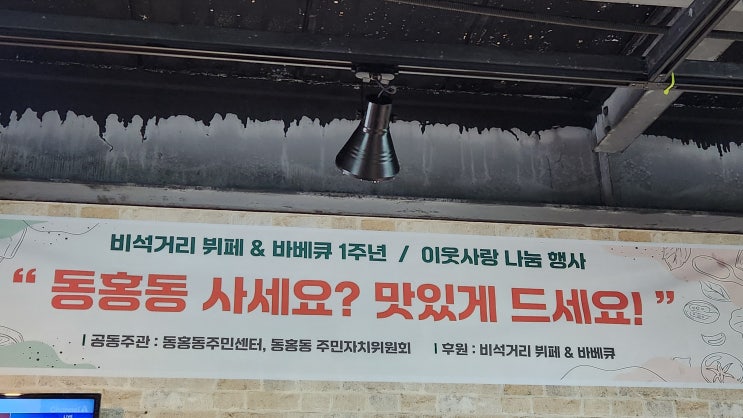 비석거리 뷔페 & 바베큐 1주년 / 이웃사랑 나눔 행사
“ 동홍동 사세요? 맛있게 드세요! ”
| 공동주관 : 동홍동주민센터, 동홍동 주민자치위원회 | 후원 : 비석거리 뷔페 & 바베큐
LIVE